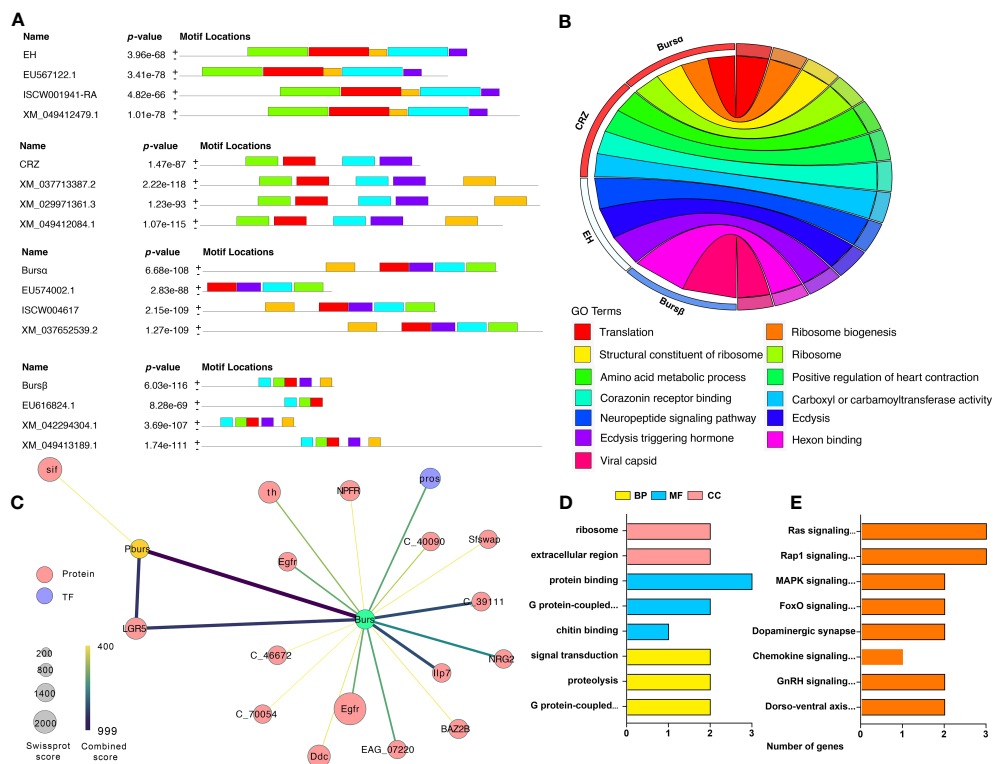 A
Name p-value Motif Locations
EH 3.96e-68 + -
EU567122.1 3.41e-78 + -
ISCW001941-RA 4.82e-66 + -
XM_049412479.1 1.01e-78 + -
Name p-value Motif Locations
CRZ 1.47e-87 + -
XM_037713387.2 2.22e-118 + -
XM_029971361.3 1.23e-93 + -
XM_049412084.1 1.07e-115 + -
Name p-value Motif Locations
Bursα 6.68e-108 + -
EU574002.1 2.83e-88 + -
ISCW004617 2.15e-109 + -
XM_037652539.2 1.27e-109 + -
Name p-value Motif Locations
Bursβ 6.03e-116 + -
EU616824.1 8.28e-69 + -
XM_042294304.1 3.69e-107 + -
XM_049413189.1 1.74e-111 + -
B
Bursα
CRZ
EH
Bursβ
GO Terms
Translation
Ribosome biogenesis
Structural constituent of ribosome
Ribosome
Amino acid metabolic process
Positive regulation of heart contraction
Corazonin receptor binding
Carboxyl or carbamoyltransferase activity
Neuropeptide signaling pathway
Ecdysis
Ecdysis triggering hormone
Hexon binding
Viral capsid
C
sif
th
NPFR
pros
Pburs
Egfr
C_40090
Sfswap
Protein
TF
C_39111
LGR5
Burs
C_46672
Ilp7
NRG2
C_70054
Egfr
BAZ2B
Ddc
EAG_07220
200
800
1400
2000
Swissprot
score
400
999
Combined
score
D
BP MF CC
ribosome
extracellular region
protein binding
G protein-coupled...
chitin binding
signal transduction
proteolysis
G protein-coupled...
0 1 2 3
E
Ras signaling...
Rap1 signaling...
MAPK signaling...
FoxO signaling...
Dopaminergic synapse
Chemokine signaling...
GnRH signaling...
Dorso-ventral axis...
0 1 2 3
Number of genes